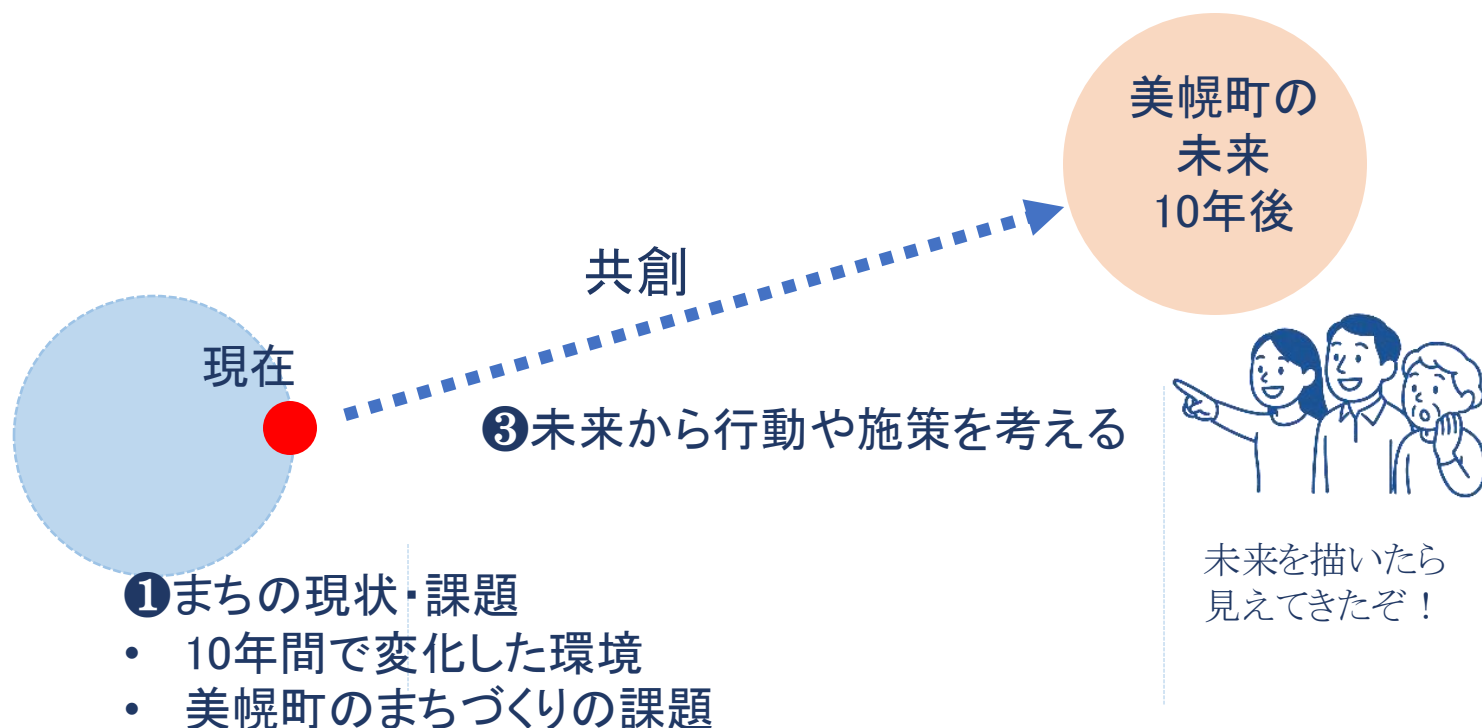 美幌町の
未来
10年後
共創
現在
❸未来から行動や施策を考える
未来を描いたら
見えてきたぞ！
❶まちの現状・課題
• 10年間で変化した環境
• 美幌町のまちづくりの課題